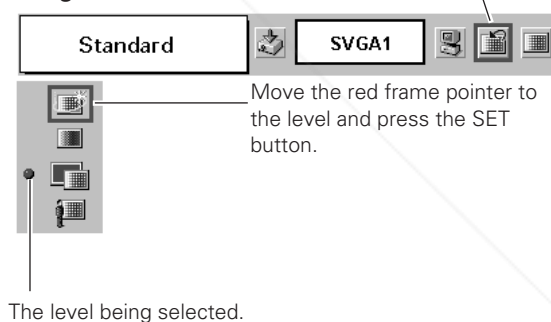 Standard
SVGA1
Move the red frame pointer to
the level and press the SET
button.
The level being selected.